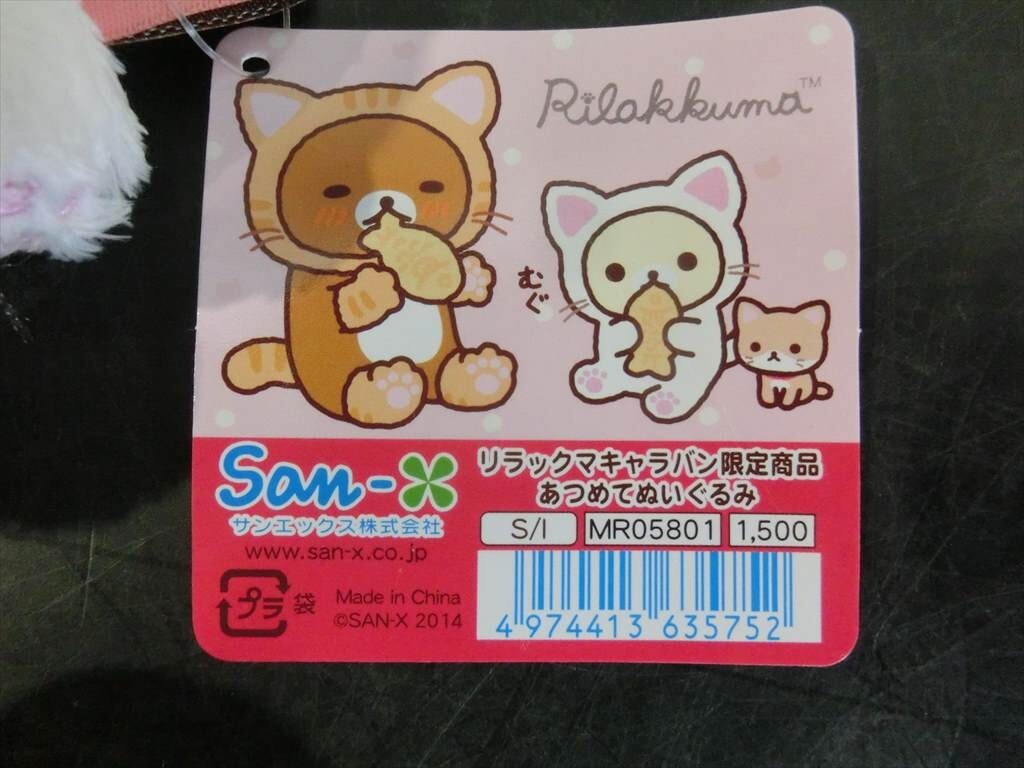 Rilakkuma™
むぐ
San-X
サンエックス株式会社
www.san-x.co.jp
プラ 袋
Made in China
©SAN-X 2014
リラックマキャラバン限定商品
あつめてぬいぐるみ
S/I MR05801 1,500
4 974413 635752